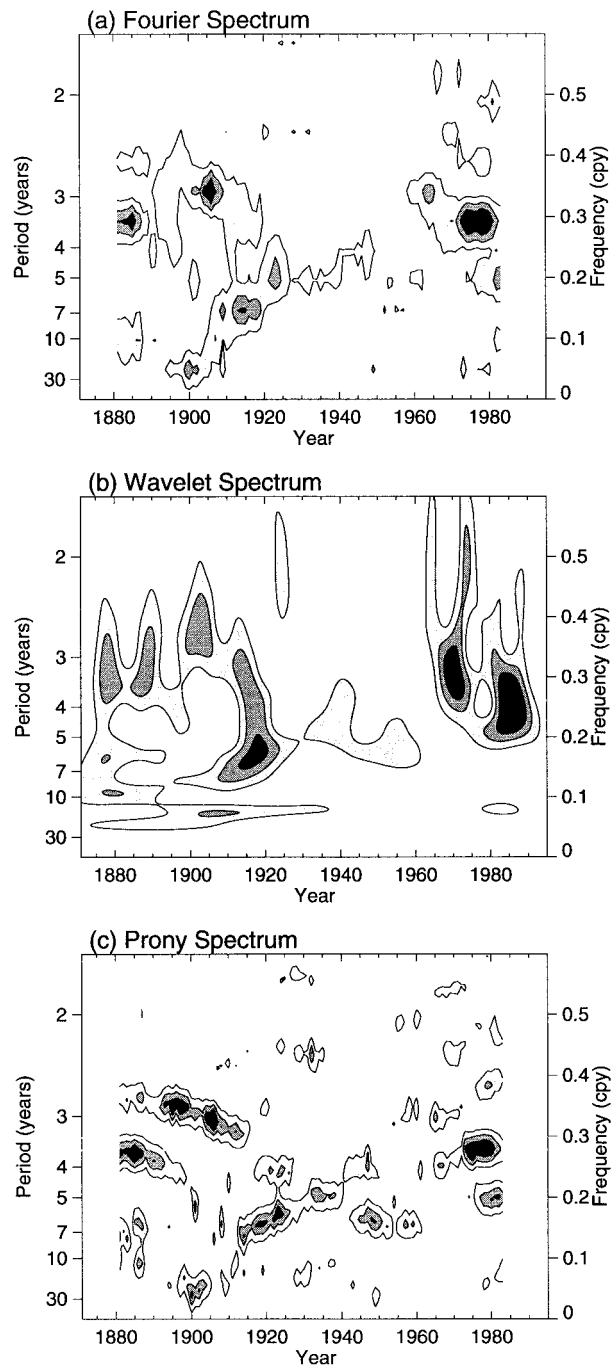 (a) Fourier Spectrum
Period (years)
2
3
4
5
7
10
30
Frequency (cpy)
0.5
0.4
0.3
0.2
0.1
0
1880 1900 1920 1940 1960 1980
Year
(b) Wavelet Spectrum
Period (years)
2
3
4
5
7
10
30
Frequency (cpy)
0.5
0.4
0.3
0.2
0.1
0
1880 1900 1920 1940 1960 1980
Year
(c) Prony Spectrum
Period (years)
2
3
4
5
7
10
30
Frequency (cpy)
0.5
0.4
0.3
0.2
0.1
0
1880 1900 1920 1940 1960 1980
Year